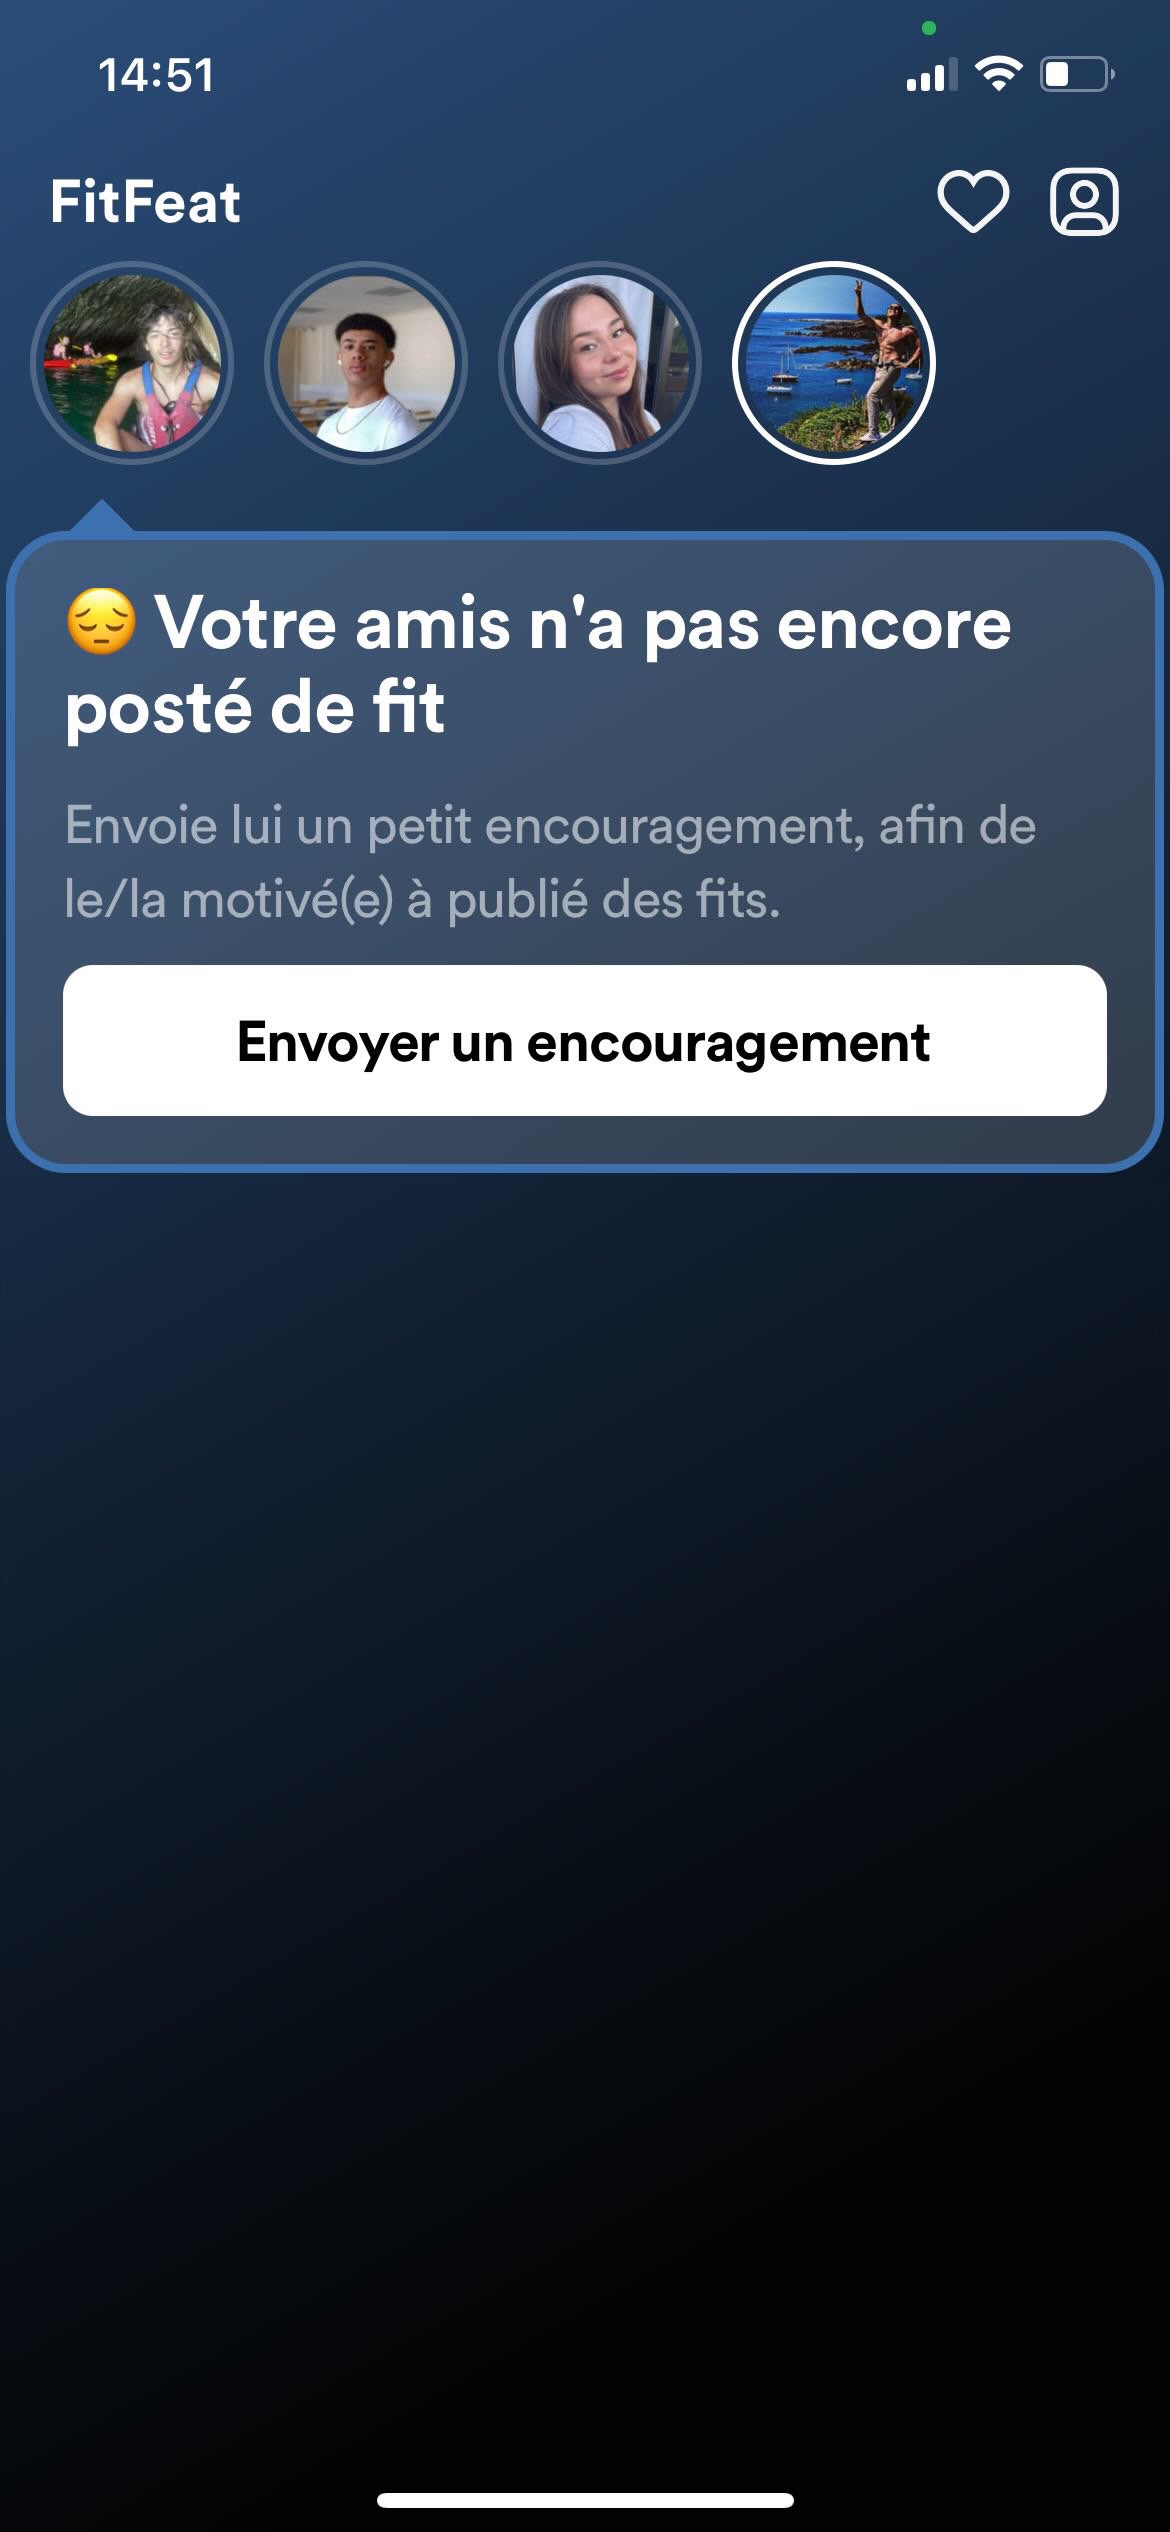 14:51
FitFeat
😔 Votre amis n'a pas encore
posté de fit
Envoie lui un petit encouragement, afin de
le/la motivé(e) à publié des fits.
Envoyer un encouragement